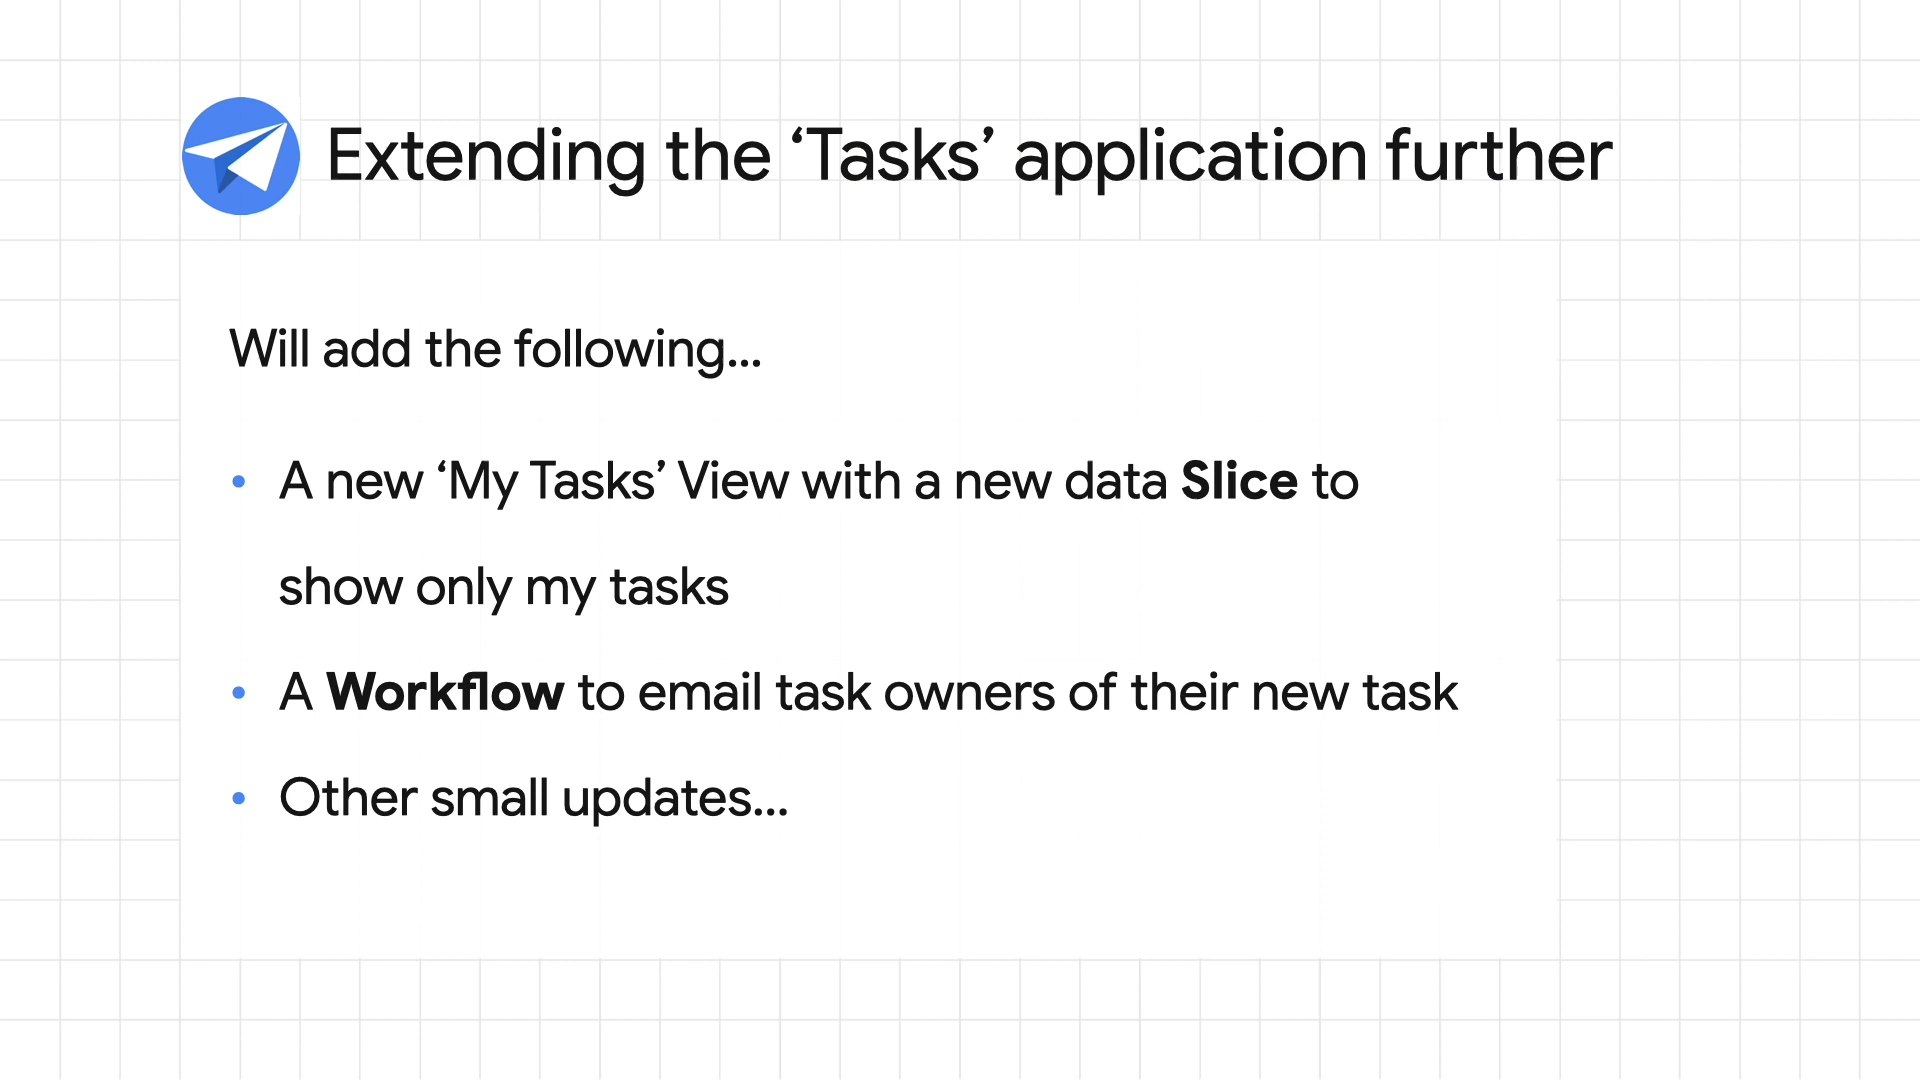 Extending the ‘Tasks’ application further
Will add the following...
• A new ‘My Tasks’ View with a new data Slice to
show only my tasks
• A Workflow to email task owners of their new task
• Other small updates...